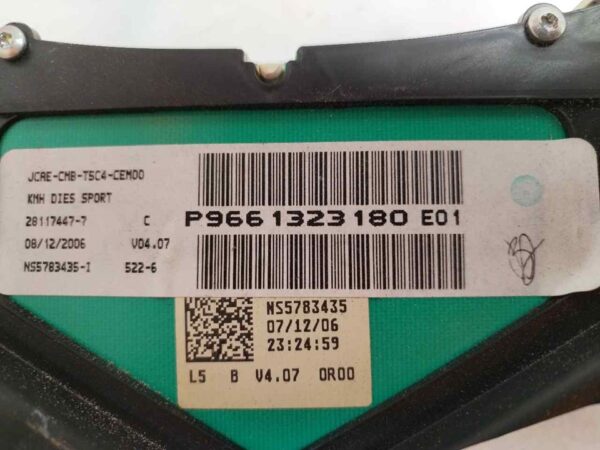 JCAE-CMB-T5C4-CEMDO
KMH DIES SPORT
28117447-7 C
08/12/2006 V04.07
NS5783435-I 522-6
P9661323180 E01
NS5783435
07/12/06
23:24:59
L5 B V4.07 0R00